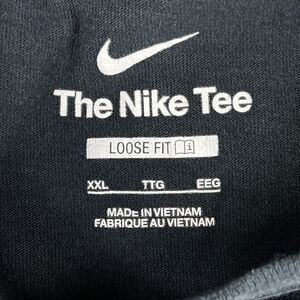 The Nike Tee
LOOSE FIT
XXL TTG EEG
MADE IN VIETNAM
FABRIQUE AU VIETNAM